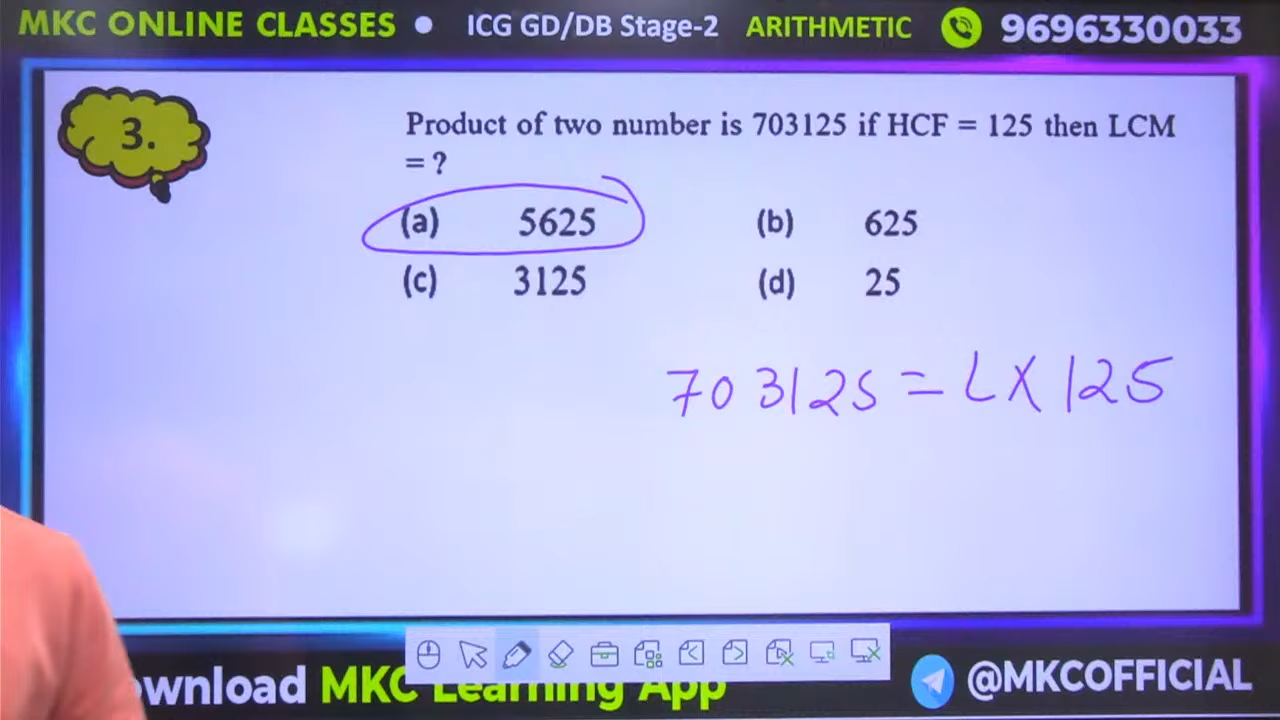 MKC ONLINE CLASSES • ICG GD/DB Stage-2 ARITHMETIC 9696330033
3.
Product of two number is 703125 if HCF = 125 then LCM
= ?
(a) 5625 (b) 625
(c) 3125 (d) 25
703125 = L X 125
MKC Learning App @MKCOFFICIAL